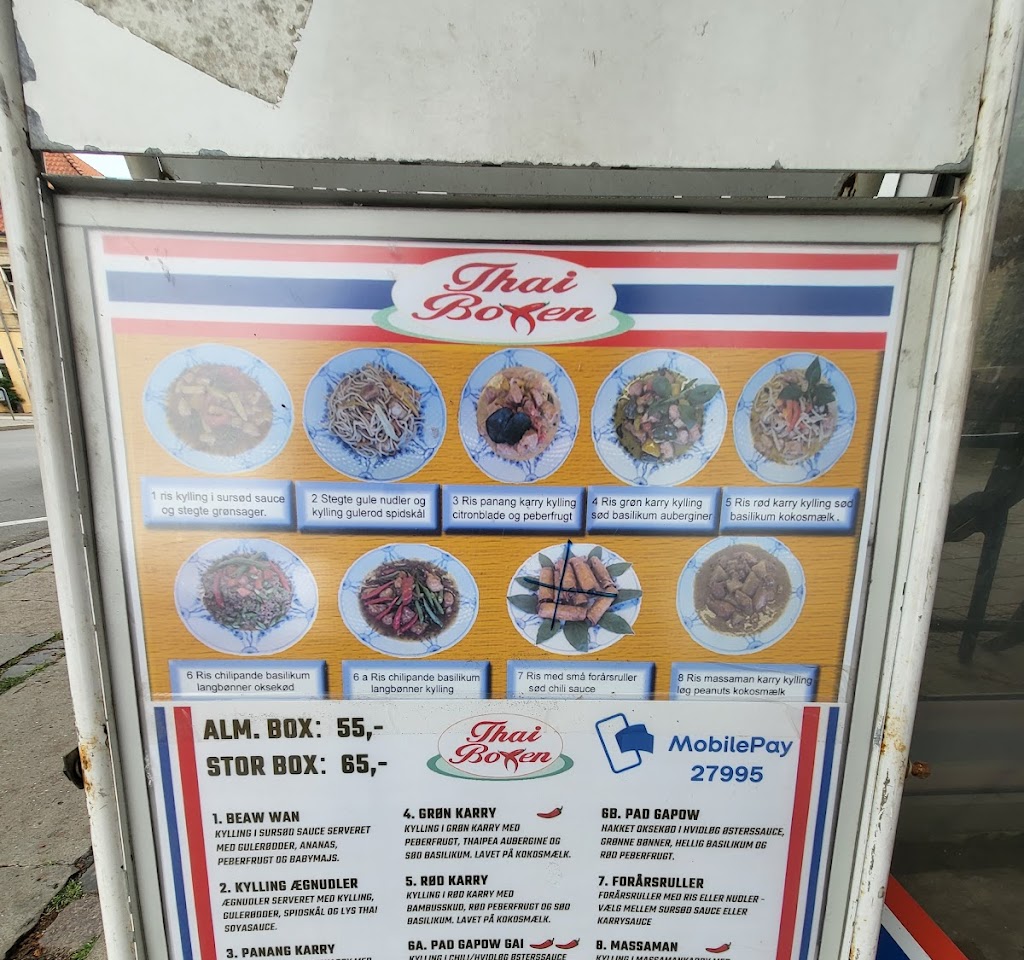 Thai
Boxen
1 ris kylling i sursød sauce
og stegte grønsager.
2 Stegte gule nudler og
kylling gulerod spidskål
3 Ris panang karry kylling
citronblade og peberfrugt
4 Ris grøn karry kylling
sød basilikum auberginer
5 Ris rød karry kylling sød
basilikum kokosmælk.
6 Ris chilipande basilikum
langbønner oksekød
6 a Ris chilipande basilikum
langbønner kylling
7 Ris med små forårsruller
sød chili sauce
8 Ris massaman karry kylling
løg peanuts kokosmælk
ALM. BOX: 55,-
STOR BOX: 65,-
Thai
Boxen
MobilePay
27995
1. BEAW WAN
KYLLING I SURSØD SAUCE SERVERET
MED GULERØDDER, ANANAS,
PEBERFRUGT OG BABYMAJS.
2. KYLLING ÆGNUDLER
ÆGNUDLER SERVERET MED KYLLING,
GULERØDDER, SPIDSKÅL OG LYS THAI
SOYASAUCE.
3. PANANG KARRY
4. GRØN KARRY
KYLLING I GRØN KARRY MED
PEBERFRUGT, THAIPEA AUBERGINE OG
SØD BASILIKUM. LAVET PÅ KOKOSMÆLK.
5. RØD KARRY
KYLLING I RØD KARRY MED
BAMBUSSKUD, RØD PEBERFRUGT OG SØD
BASILIKUM. LAVET PÅ KOKOSMÆLK.
6A. PAD GAPOW GAI
KYLLING I CHILI/HVIDLØG ØSTERSSAUCE
6B. PAD GAPOW
HAKKET OKSEKØD I HVIDLØG ØSTERSSAUCE,
GRØNNE BØNNER, HELLIG BASILIKUM OG
RØD PEBERFRUGT.
7. FORÅRSRULLER
FORÅRSRULLER MED RIS ELLER NUDLER -
VÆLG MELLEM SURSØD SAUCE ELLER
KARRYSAUCE
8. MASSAMAN
KYLLING I MASSAMANKARRY MED